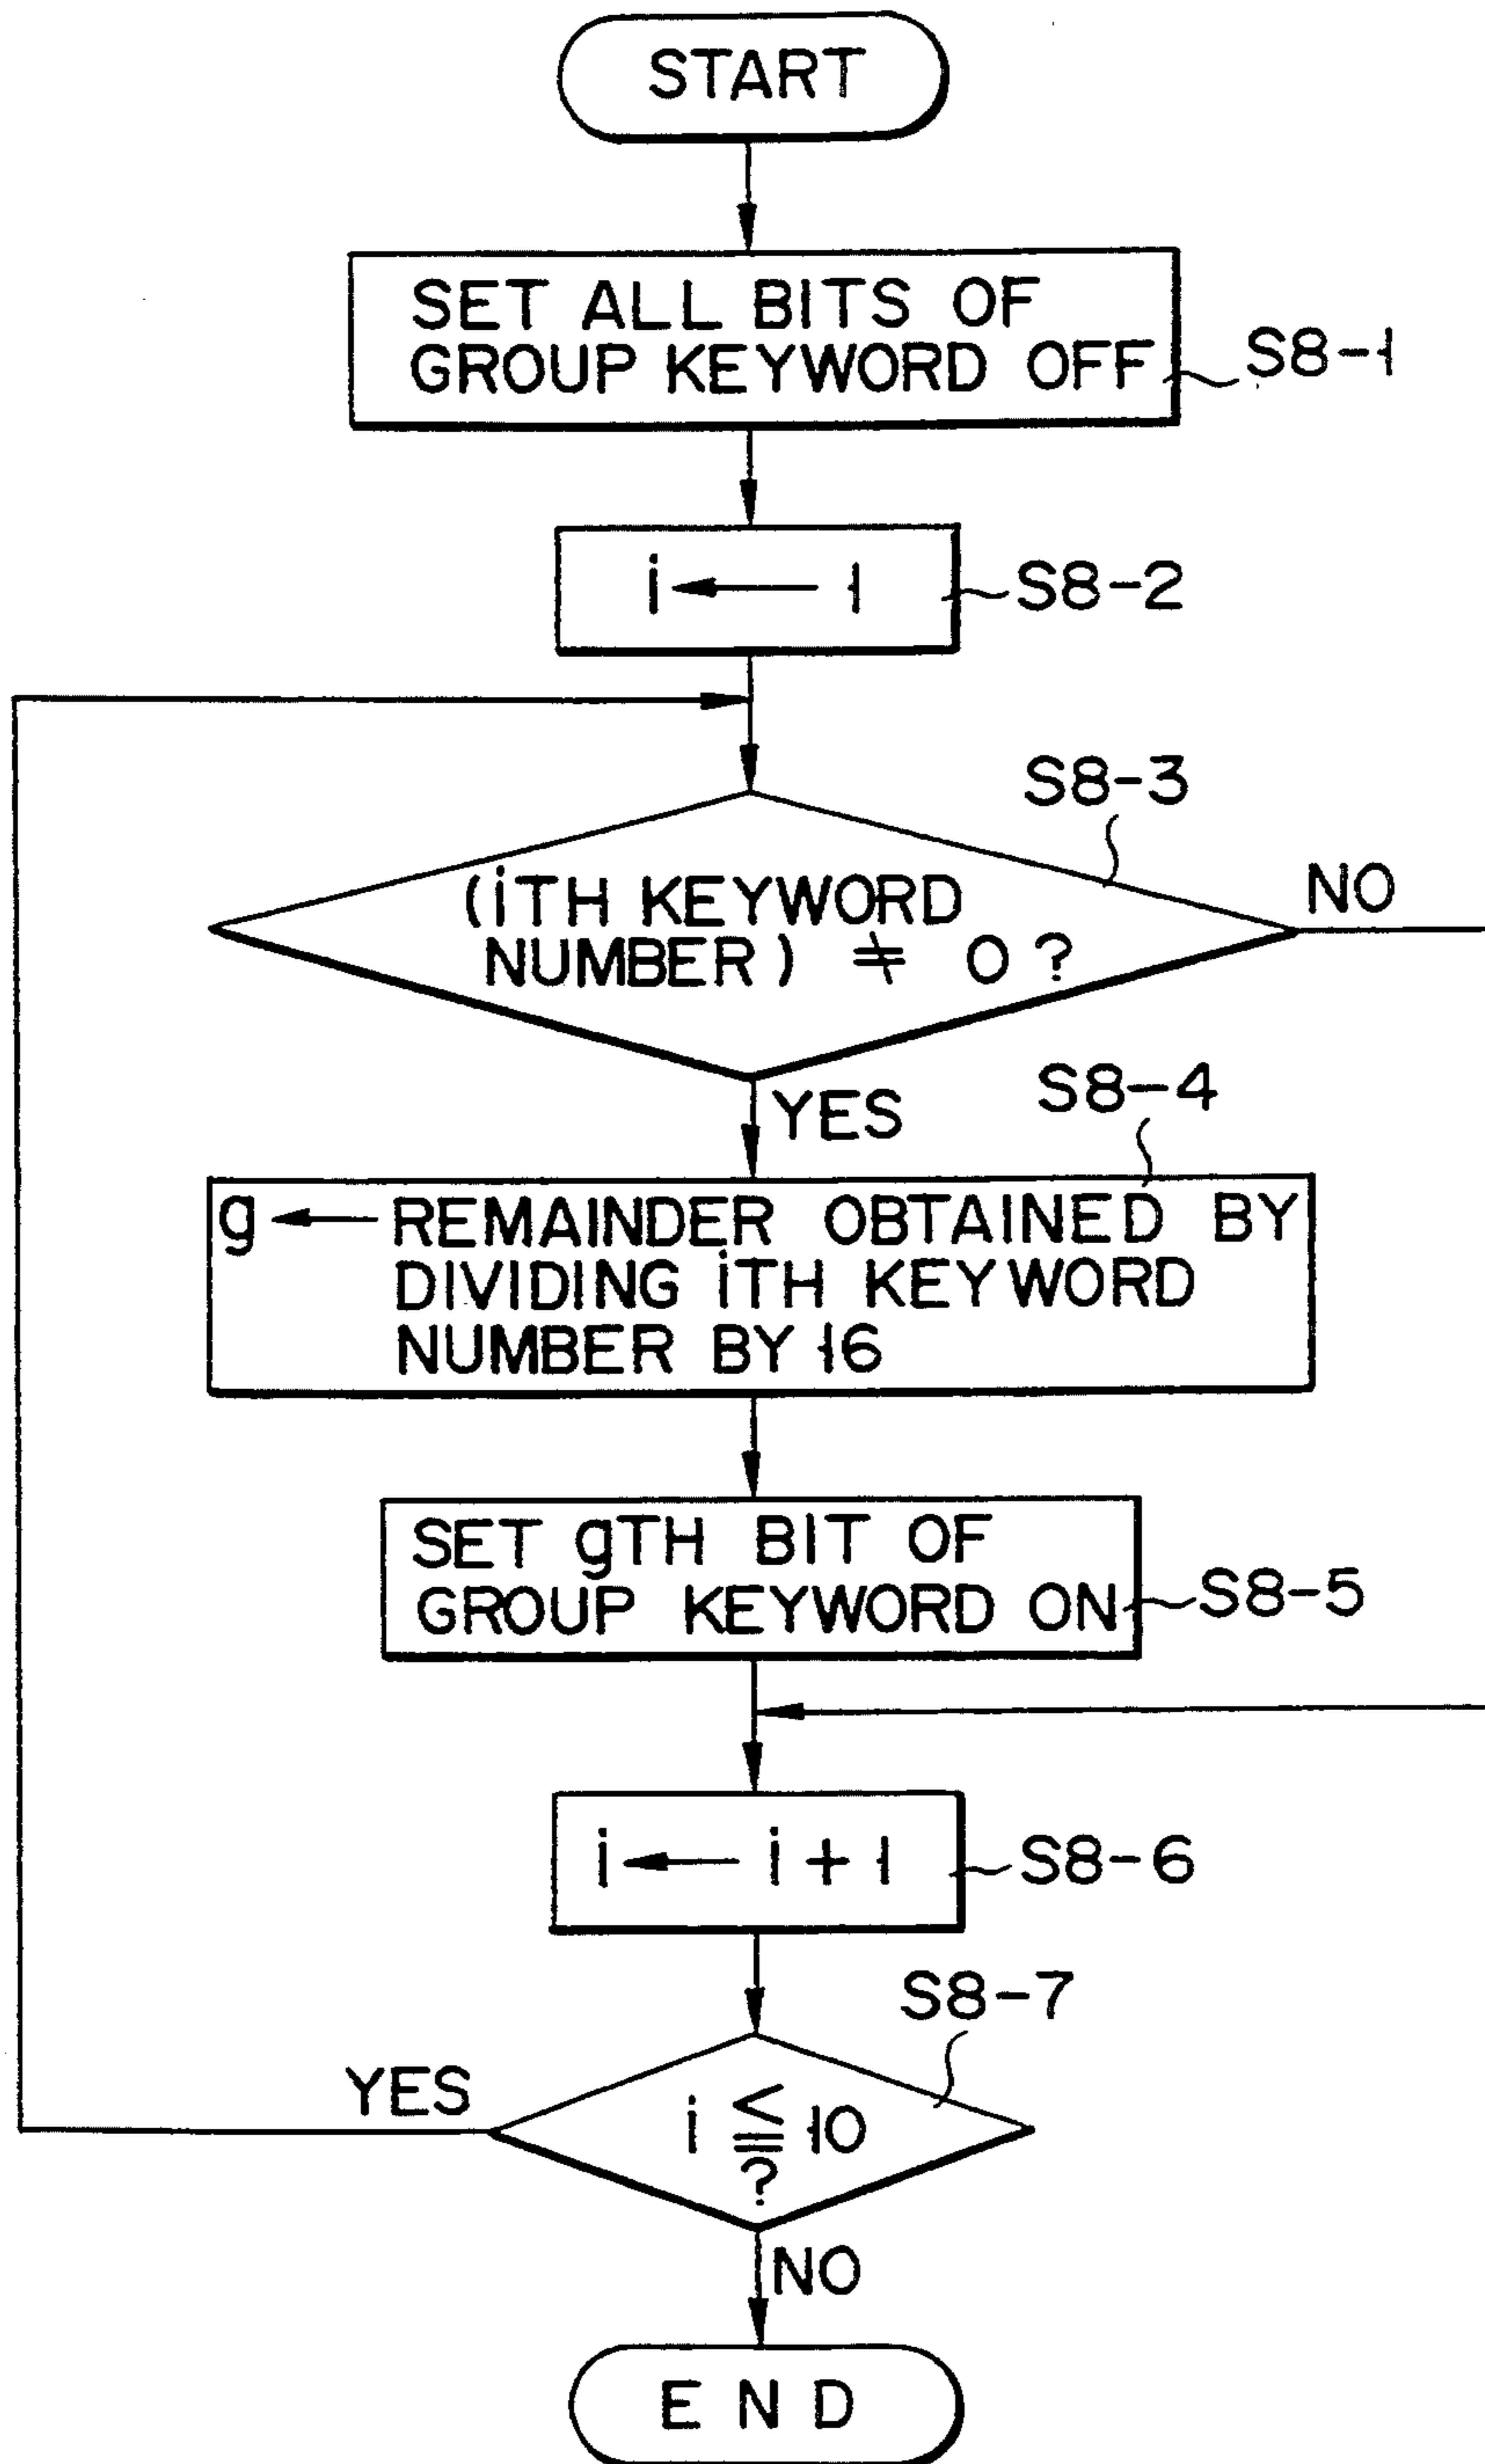 START
SET ALL BITS OF
GROUP KEYWORD OFF
S8-1
i ← 1
S8-2
S8-3
(iTH KEYWORD
NUMBER) ≠ 0 ?
NO
YES
S8-4
g ← REMAINDER OBTAINED BY
DIVIDING iTH KEYWORD
NUMBER BY 16
SET gTH BIT OF
GROUP KEYWORD ON
S8-5
i ← i + 1
S8-6
S8-7
YES
i ≦ 10
?
NO
END